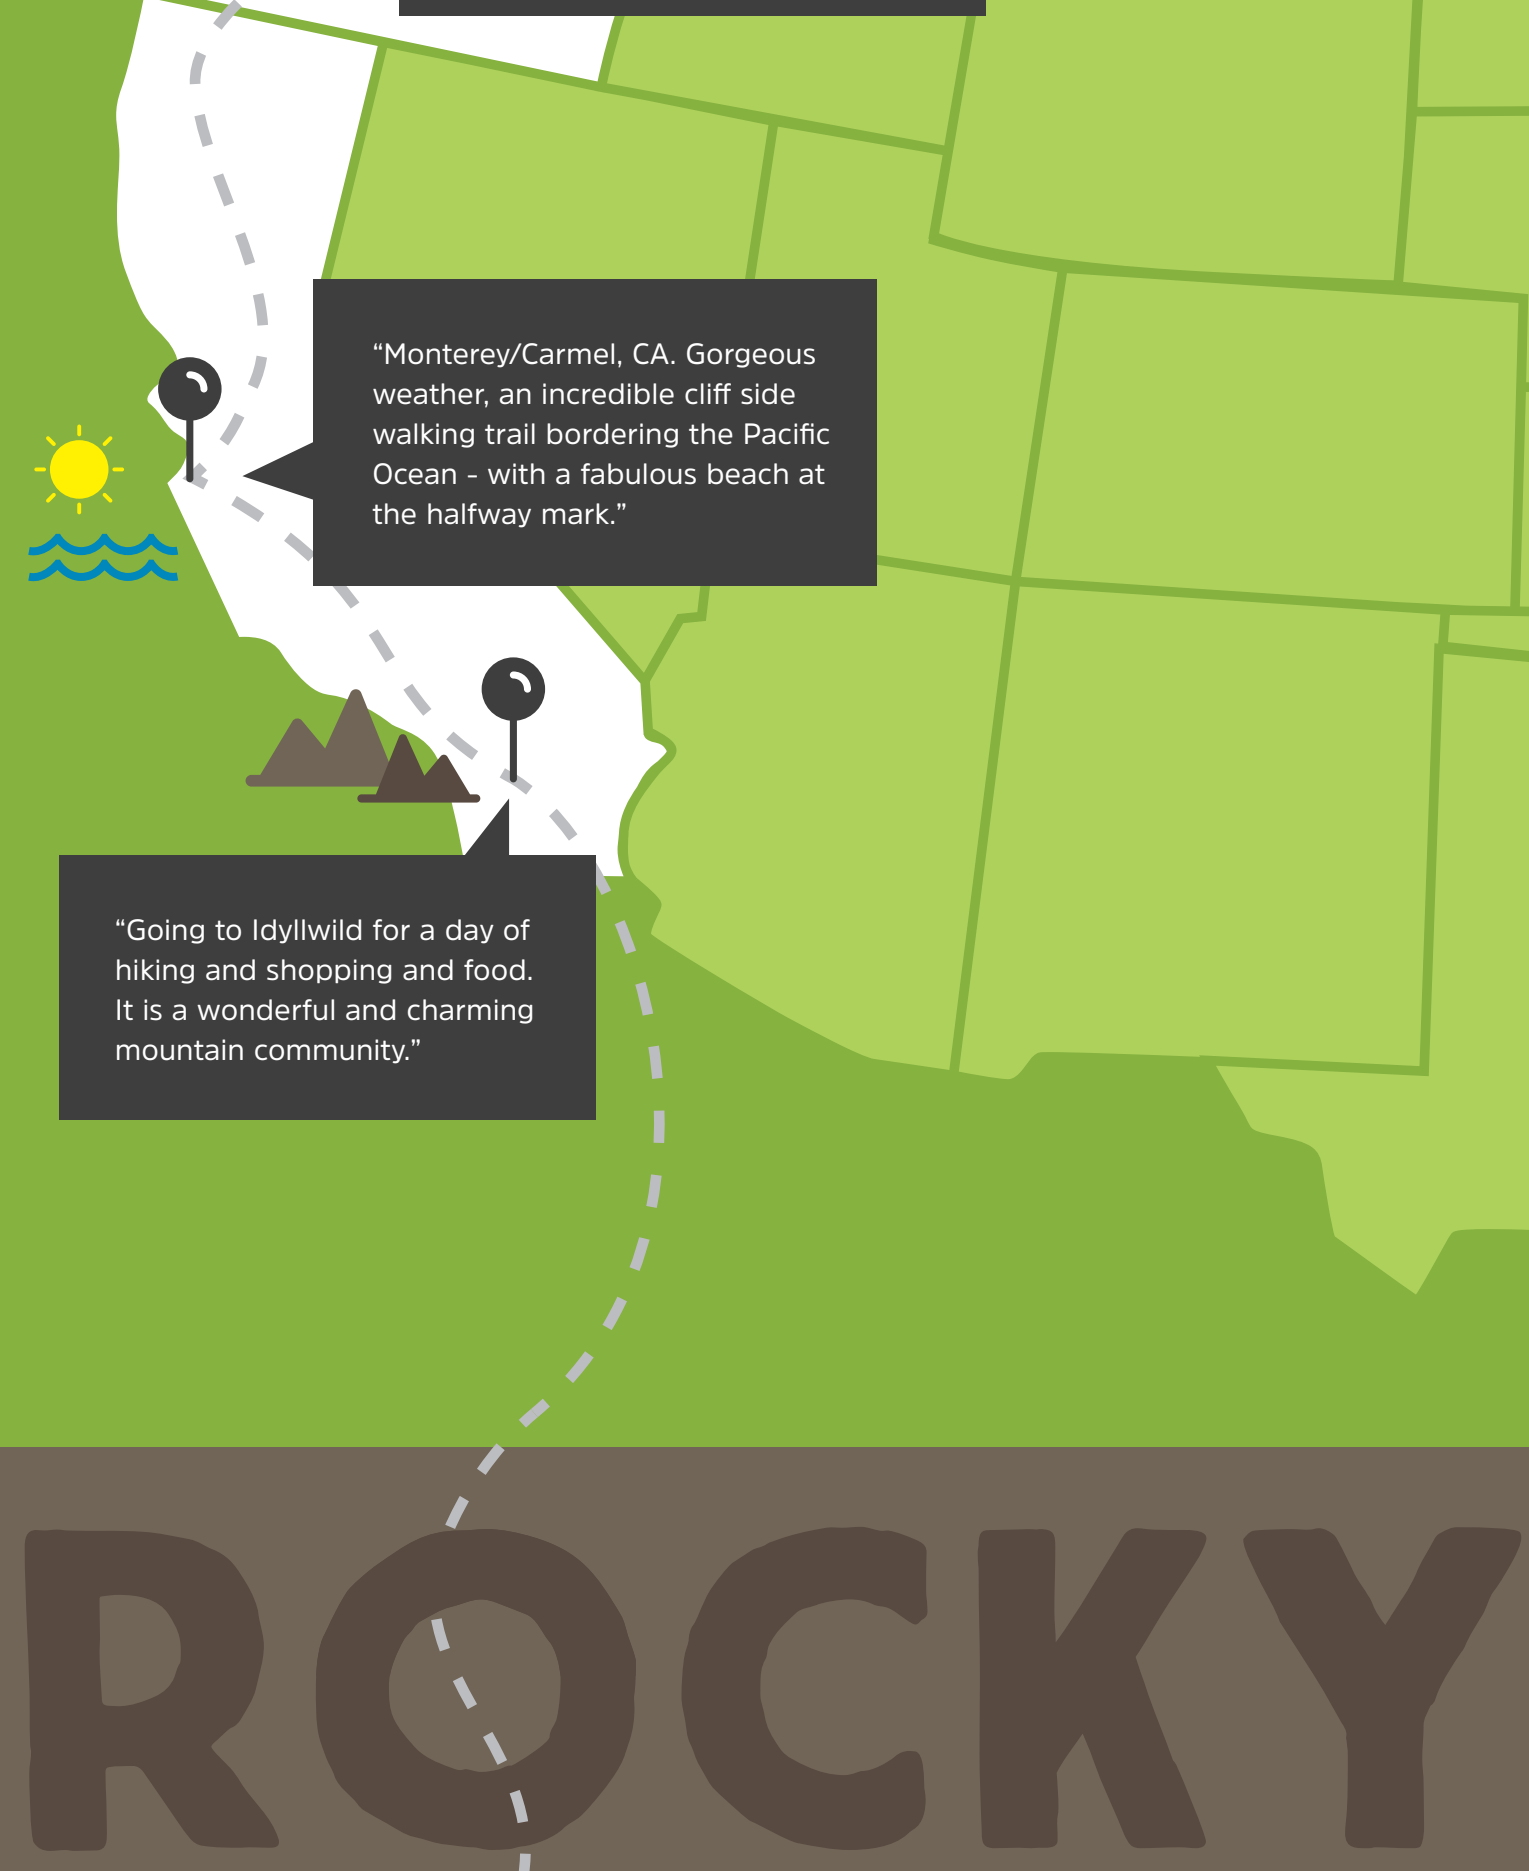 “Monterey/Carmel, CA. Gorgeous
weather, an incredible cliff side
walking trail bordering the Pacific
Ocean - with a fabulous beach at
the halfway mark.”
“Going to Idyllwild for a day of
hiking and shopping and food.
It is a wonderful and charming
mountain community.”
ROCKY